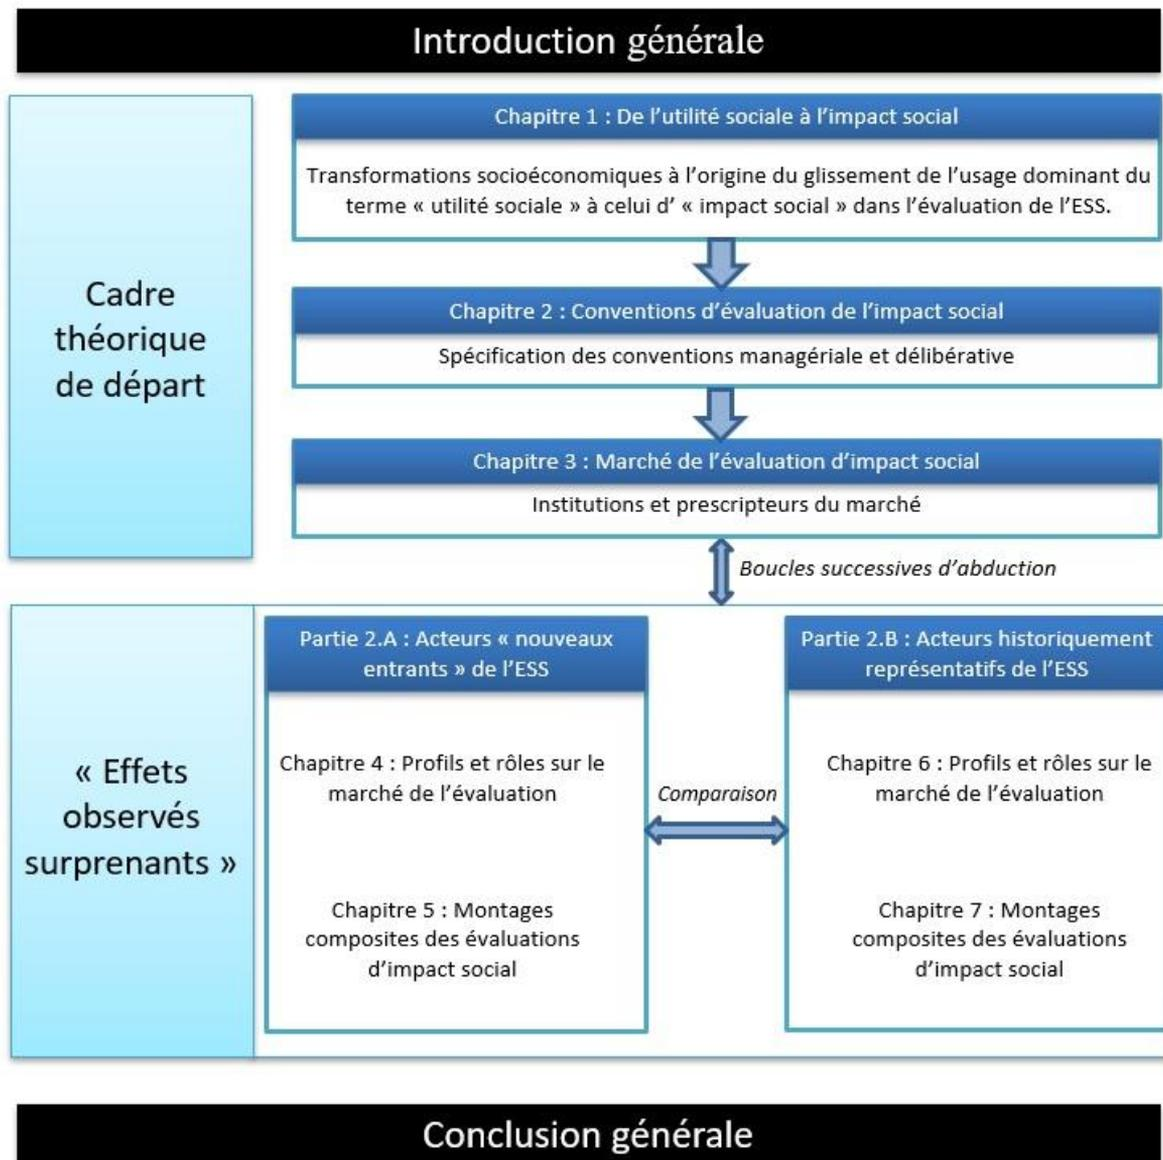 Introduction générale
Cadre
théorique
de départ
Chapitre 1 : De l'utilité sociale à l'impact social
Transformations socioéconomiques à l'origine du glissement de l'usage dominant du
terme « utilité sociale » à celui d' « impact social » dans l'évaluation de l'ESS.
Chapitre 2 : Conventions d'évaluation de l'impact social
Spécification des conventions managériale et délibérative
Chapitre 3 : Marché de l'évaluation d'impact social
Institutions et prescripteurs du marché
Boucles successives d'abduction
« Effets
observés
surprenants »
Partie 2.A : Acteurs « nouveaux
entrants » de l'ESS
Chapitre 4 : Profils et rôles sur le
marché de l'évaluation
Chapitre 5 : Montages
composites des évaluations
d'impact social
Comparaison
Partie 2.B : Acteurs historiquement
représentatifs de l'ESS
Chapitre 6 : Profils et rôles sur le
marché de l'évaluation
Chapitre 7 : Montages
composites des évaluations
d'impact social
Conclusion générale